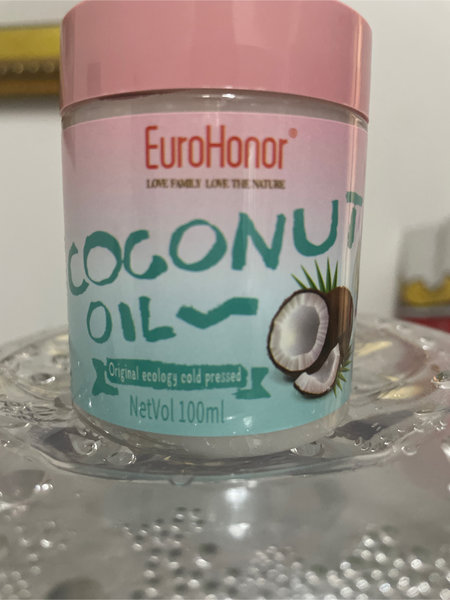 EuroHonor®
LOVE FAMILY LOVE THE NATURE
COCONUT
OIL
Original ecology cold pressed
NetVol 100ml